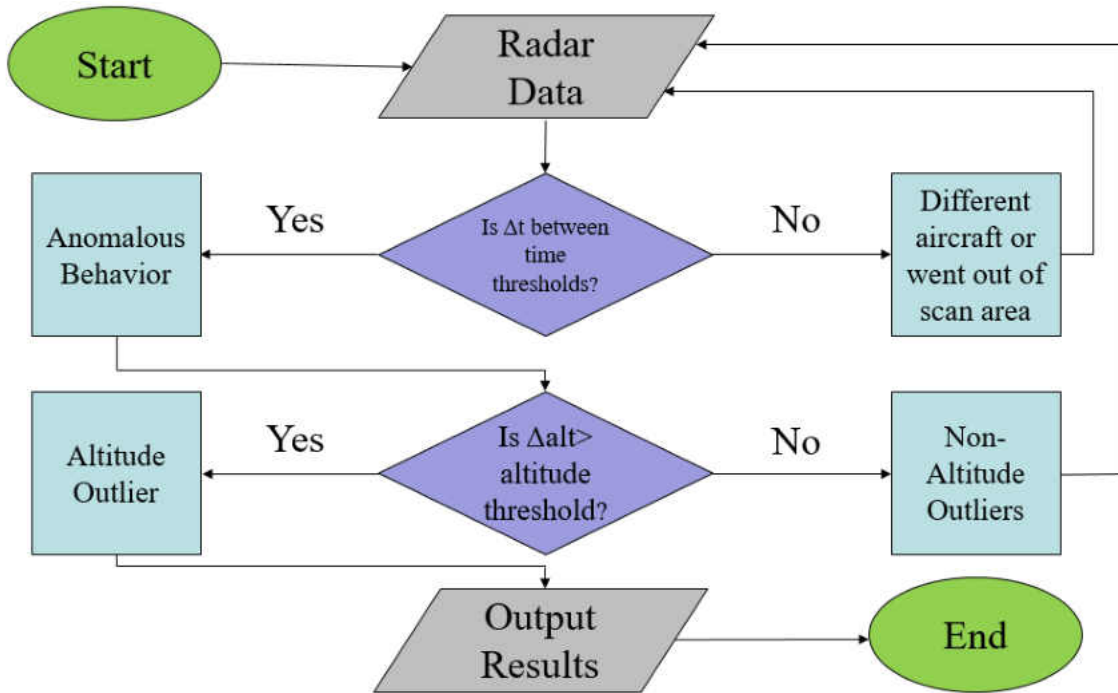 Start
Radar
Data
Anomalous
Behavior
Yes
Is Δt between
time
thresholds?
No
Different
aircraft or
went out of
scan area
Altitude
Outlier
Yes
Is Δalt>
altitude
threshold?
No
Non-
Altitude
Outliers
Output
Results
End